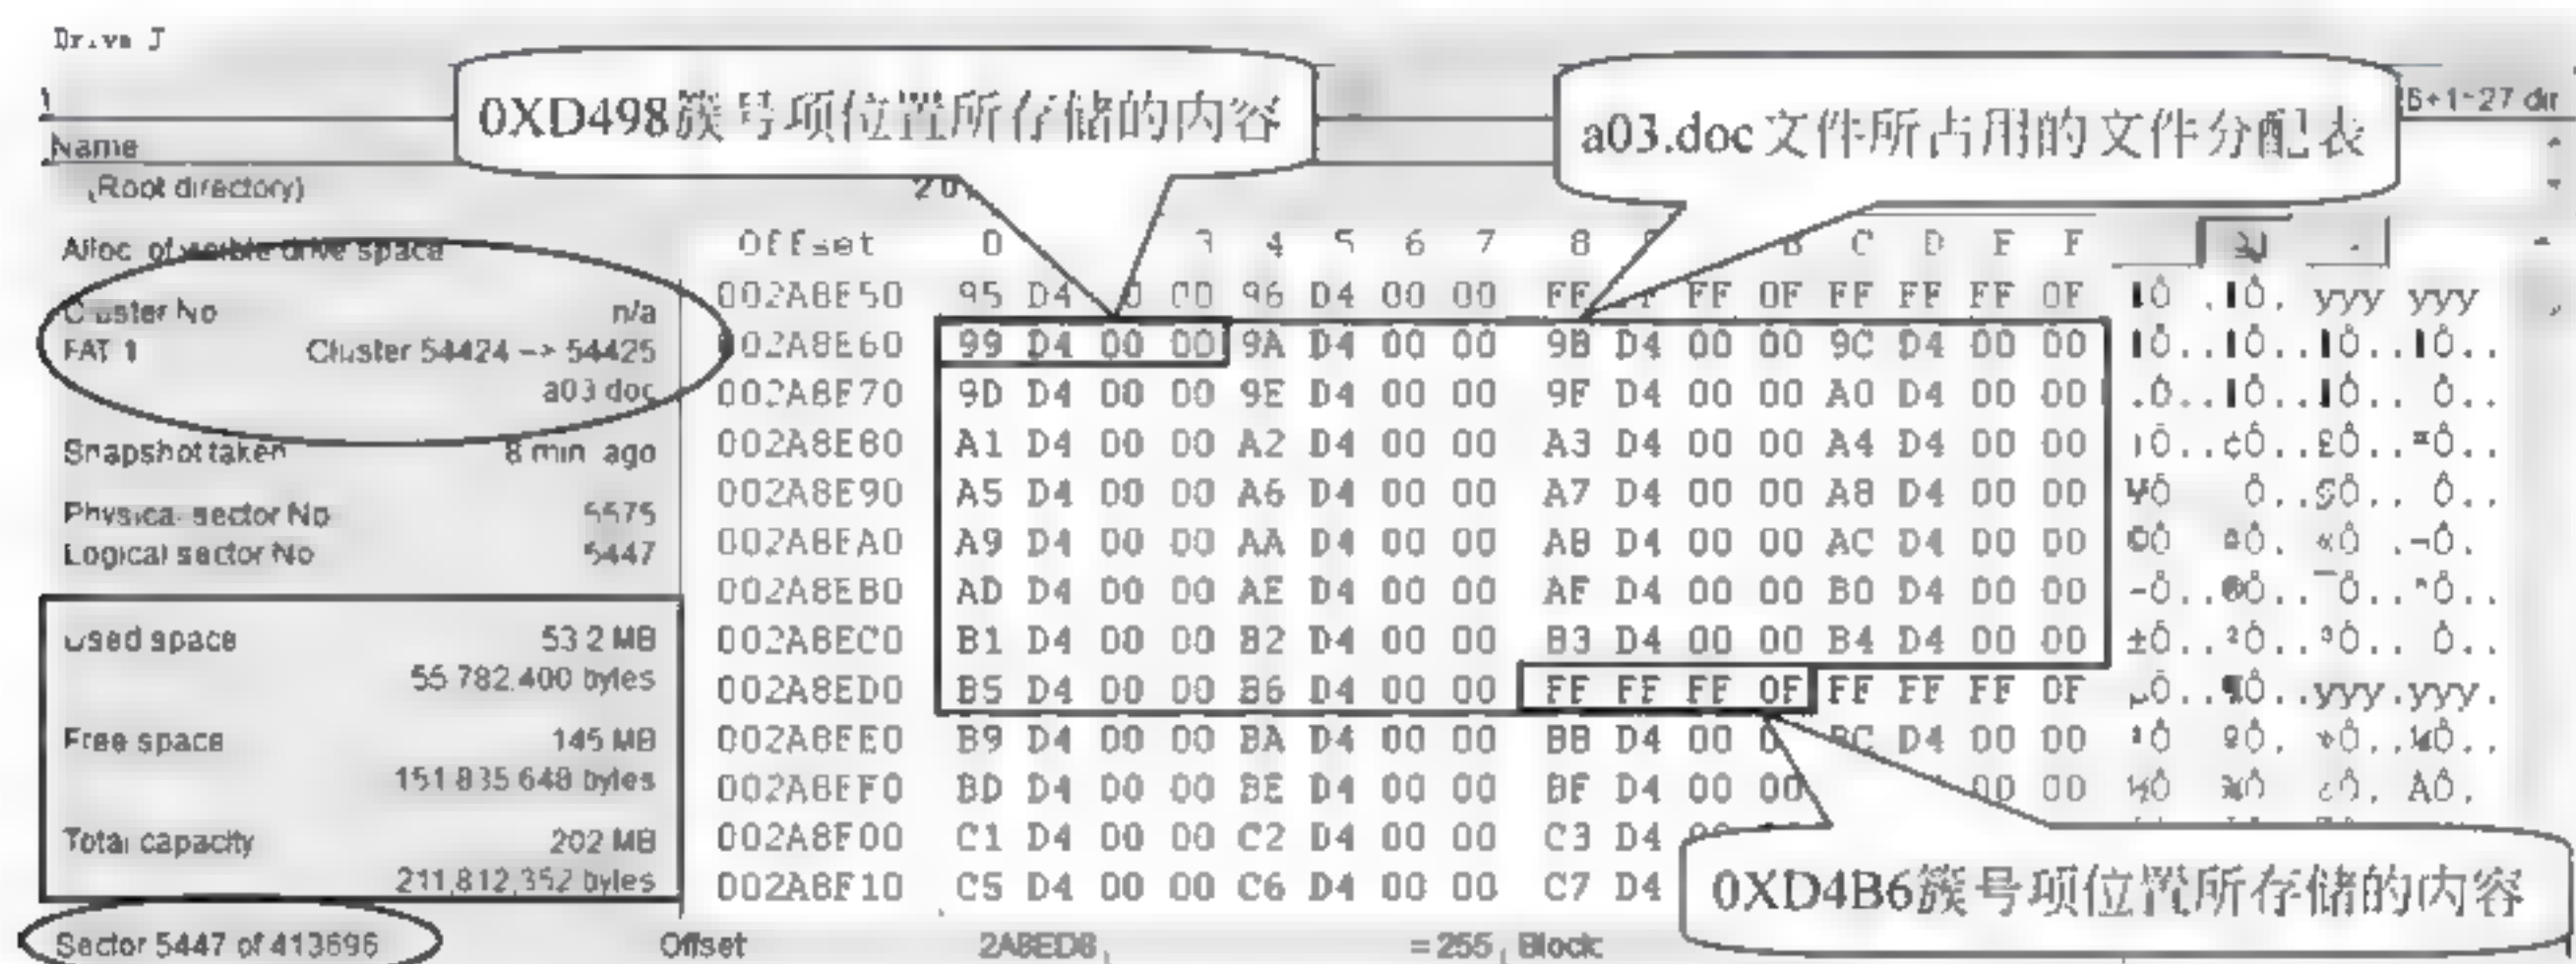 Drive J
0XD498簇号项位置所存储的内容
a03.doc文件所占用的文件分配表
6+1=27 dir
Name
(Root directory)
Alloc. of visible drive space
Cluster No n/a
FAT 1 Cluster 54424 --> 54425
a03 doc
Snapshot taken 8 min ago
Physical sector No 5575
Logical sector No 5447
Used space 53 2 MB
55 782,400 bytes
Free space 145 MB
151 835 648 bytes
Total capacity 202 MB
211,812,352 bytes
Sector 5447 of 413696
Offset 0 3 4 5 6 7 8 B C D E F
002A8E50 95 D4 00 96 D4 00 00 FF FF 0F FF FF FF 0F
002A8E60 99 D4 00 00 9A D4 00 00 9B D4 00 00 9C D4 00 00
002A8E70 9D D4 00 00 9E D4 00 00 9F D4 00 00 A0 D4 00 00
002A8E80 A1 D4 00 00 A2 D4 00 00 A3 D4 00 00 A4 D4 00 00
002A8E90 A5 D4 00 00 A6 D4 00 00 A7 D4 00 00 A8 D4 00 00
002A8EA0 A9 D4 00 00 AA D4 00 00 AB D4 00 00 AC D4 00 00
002A8EB0 AD D4 00 00 AE D4 00 00 AF D4 00 00 B0 D4 00 00
002A8EC0 B1 D4 00 00 B2 D4 00 00 B3 D4 00 00 B4 D4 00 00
002A8ED0 B5 D4 00 00 B6 D4 00 00 FF FF FF 0F FF FF FF 0F
002A8EE0 B9 D4 00 00 BA D4 00 00 BB D4 00 BC D4 00 00
002A8EF0 BD D4 00 00 BE D4 00 00 BF D4 00 00 00 00
002A8F00 C1 D4 00 00 C2 D4 00 00 C3 D4
002A8F10 C5 D4 00 00 C6 D4 00 00 C7 D4
0XD4B6簇号项位置所存储的内容
Offset 2A8ED8 = 255 Block: